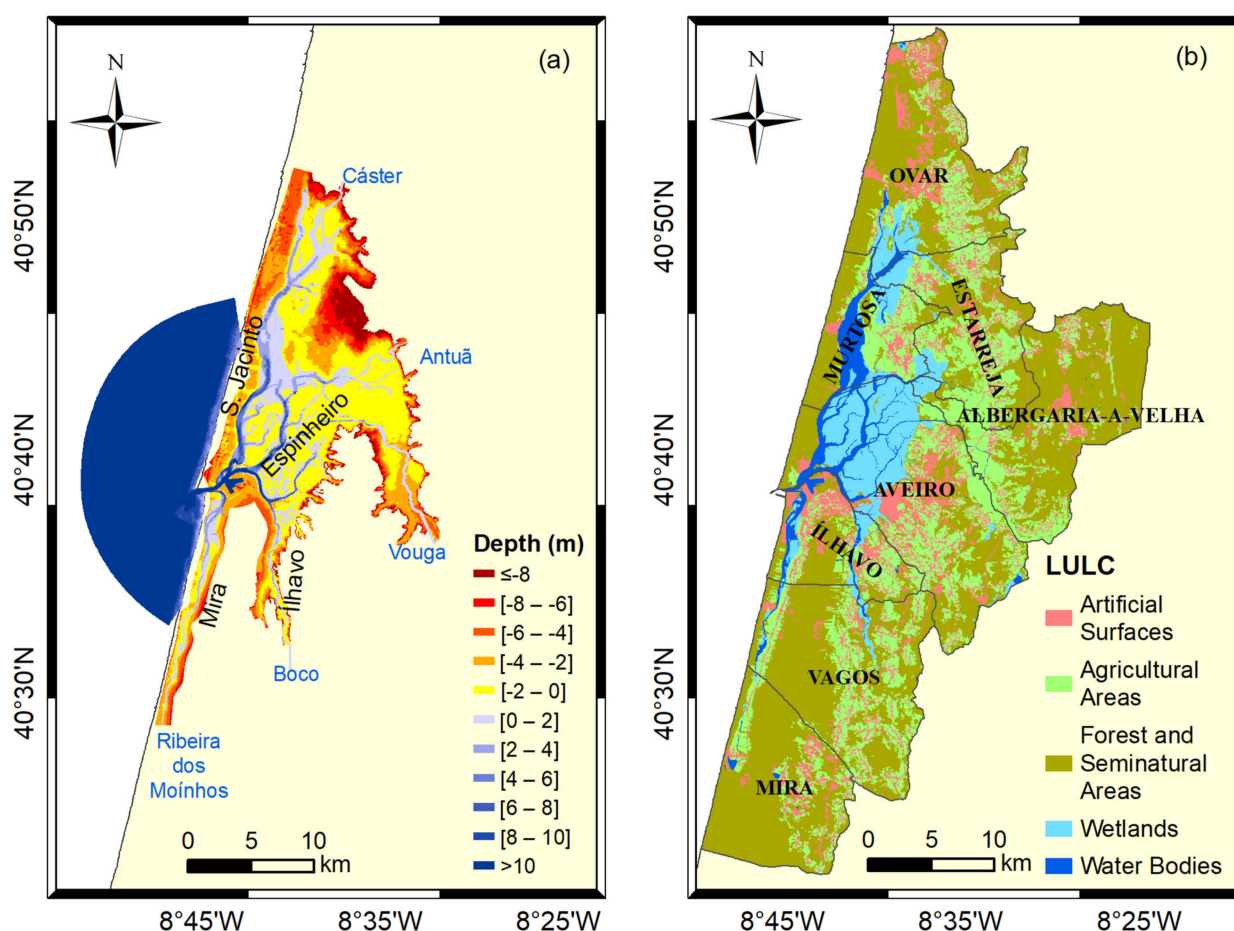 (a)
N
Cáster
S. Jacinto
Antuã
Espinheiro
Vouga
Mira
Ílhavo
Boco
Ribeira
dos
Moínhos
Depth (m)
≤-8
[-8 – -6]
[-6 – -4]
[-4 – -2]
[-2 – 0]
[0 – 2]
[2 – 4]
[4 – 6]
[6 – 8]
[8 – 10]
>10
0 5 10
km
40°50'N
40°40'N
40°30'N
8°45'W 8°35'W 8°25'W
(b)
N
OVAR
MURTOSA
ESTARREJA
ALBERGARIA-A-VELHA
AVEIRO
ÍLHAVO
VAGOS
MIRA
LULC
Artificial
Surfaces
Agricultural
Areas
Forest and
Seminatural
Areas
Wetlands
Water Bodies
0 5 10
km
40°50'N
40°40'N
40°30'N
8°45'W 8°35'W 8°25'W